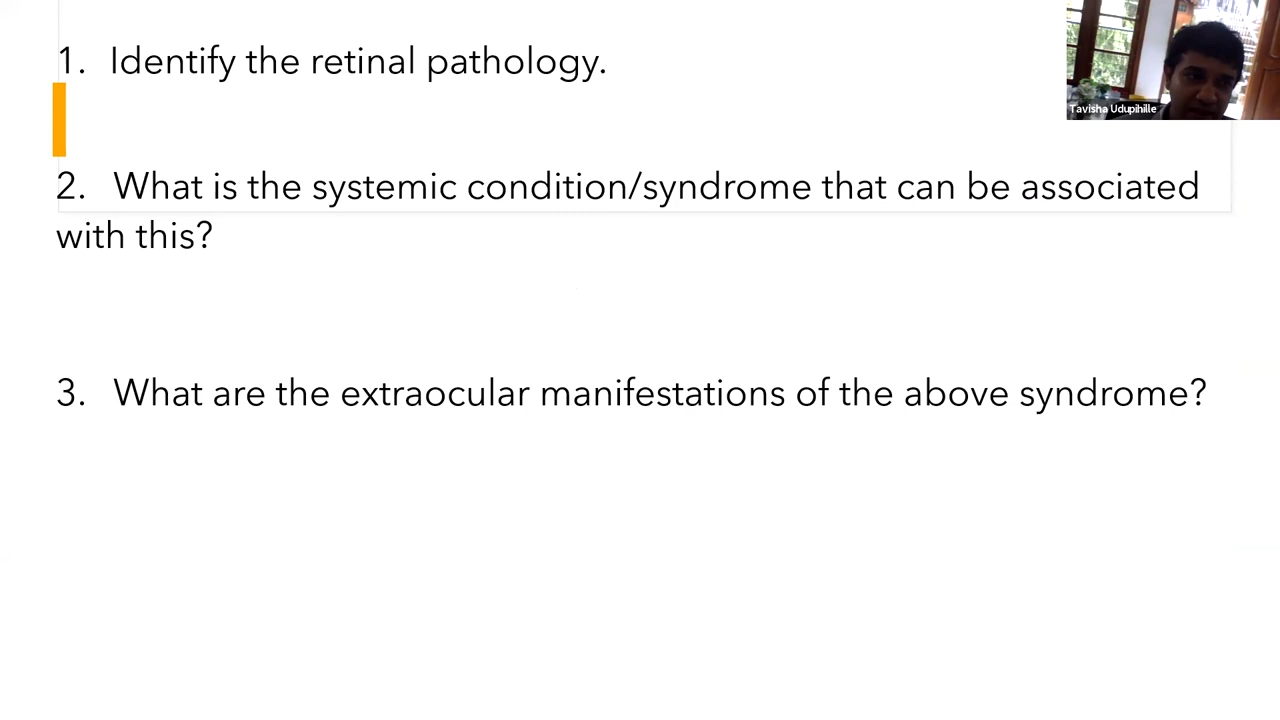 1. Identify the retinal pathology.
Tavisha Udupihille
2. What is the systemic condition/syndrome that can be associated
with this?
3. What are the extraocular manifestations of the above syndrome?